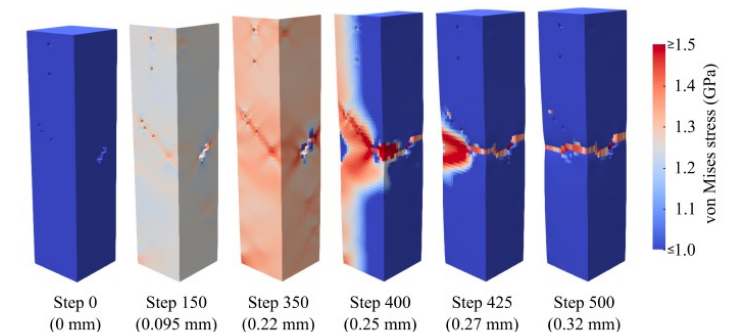 Step 0
(0 mm)
Step 150
(0.095 mm)
Step 350
(0.22 mm)
Step 400
(0.25 mm)
Step 425
(0.27 mm)
Step 500
(0.32 mm)
≥1.5
1.4
1.3
1.2
1.1
≤1.0
von Mises stress (GPa)